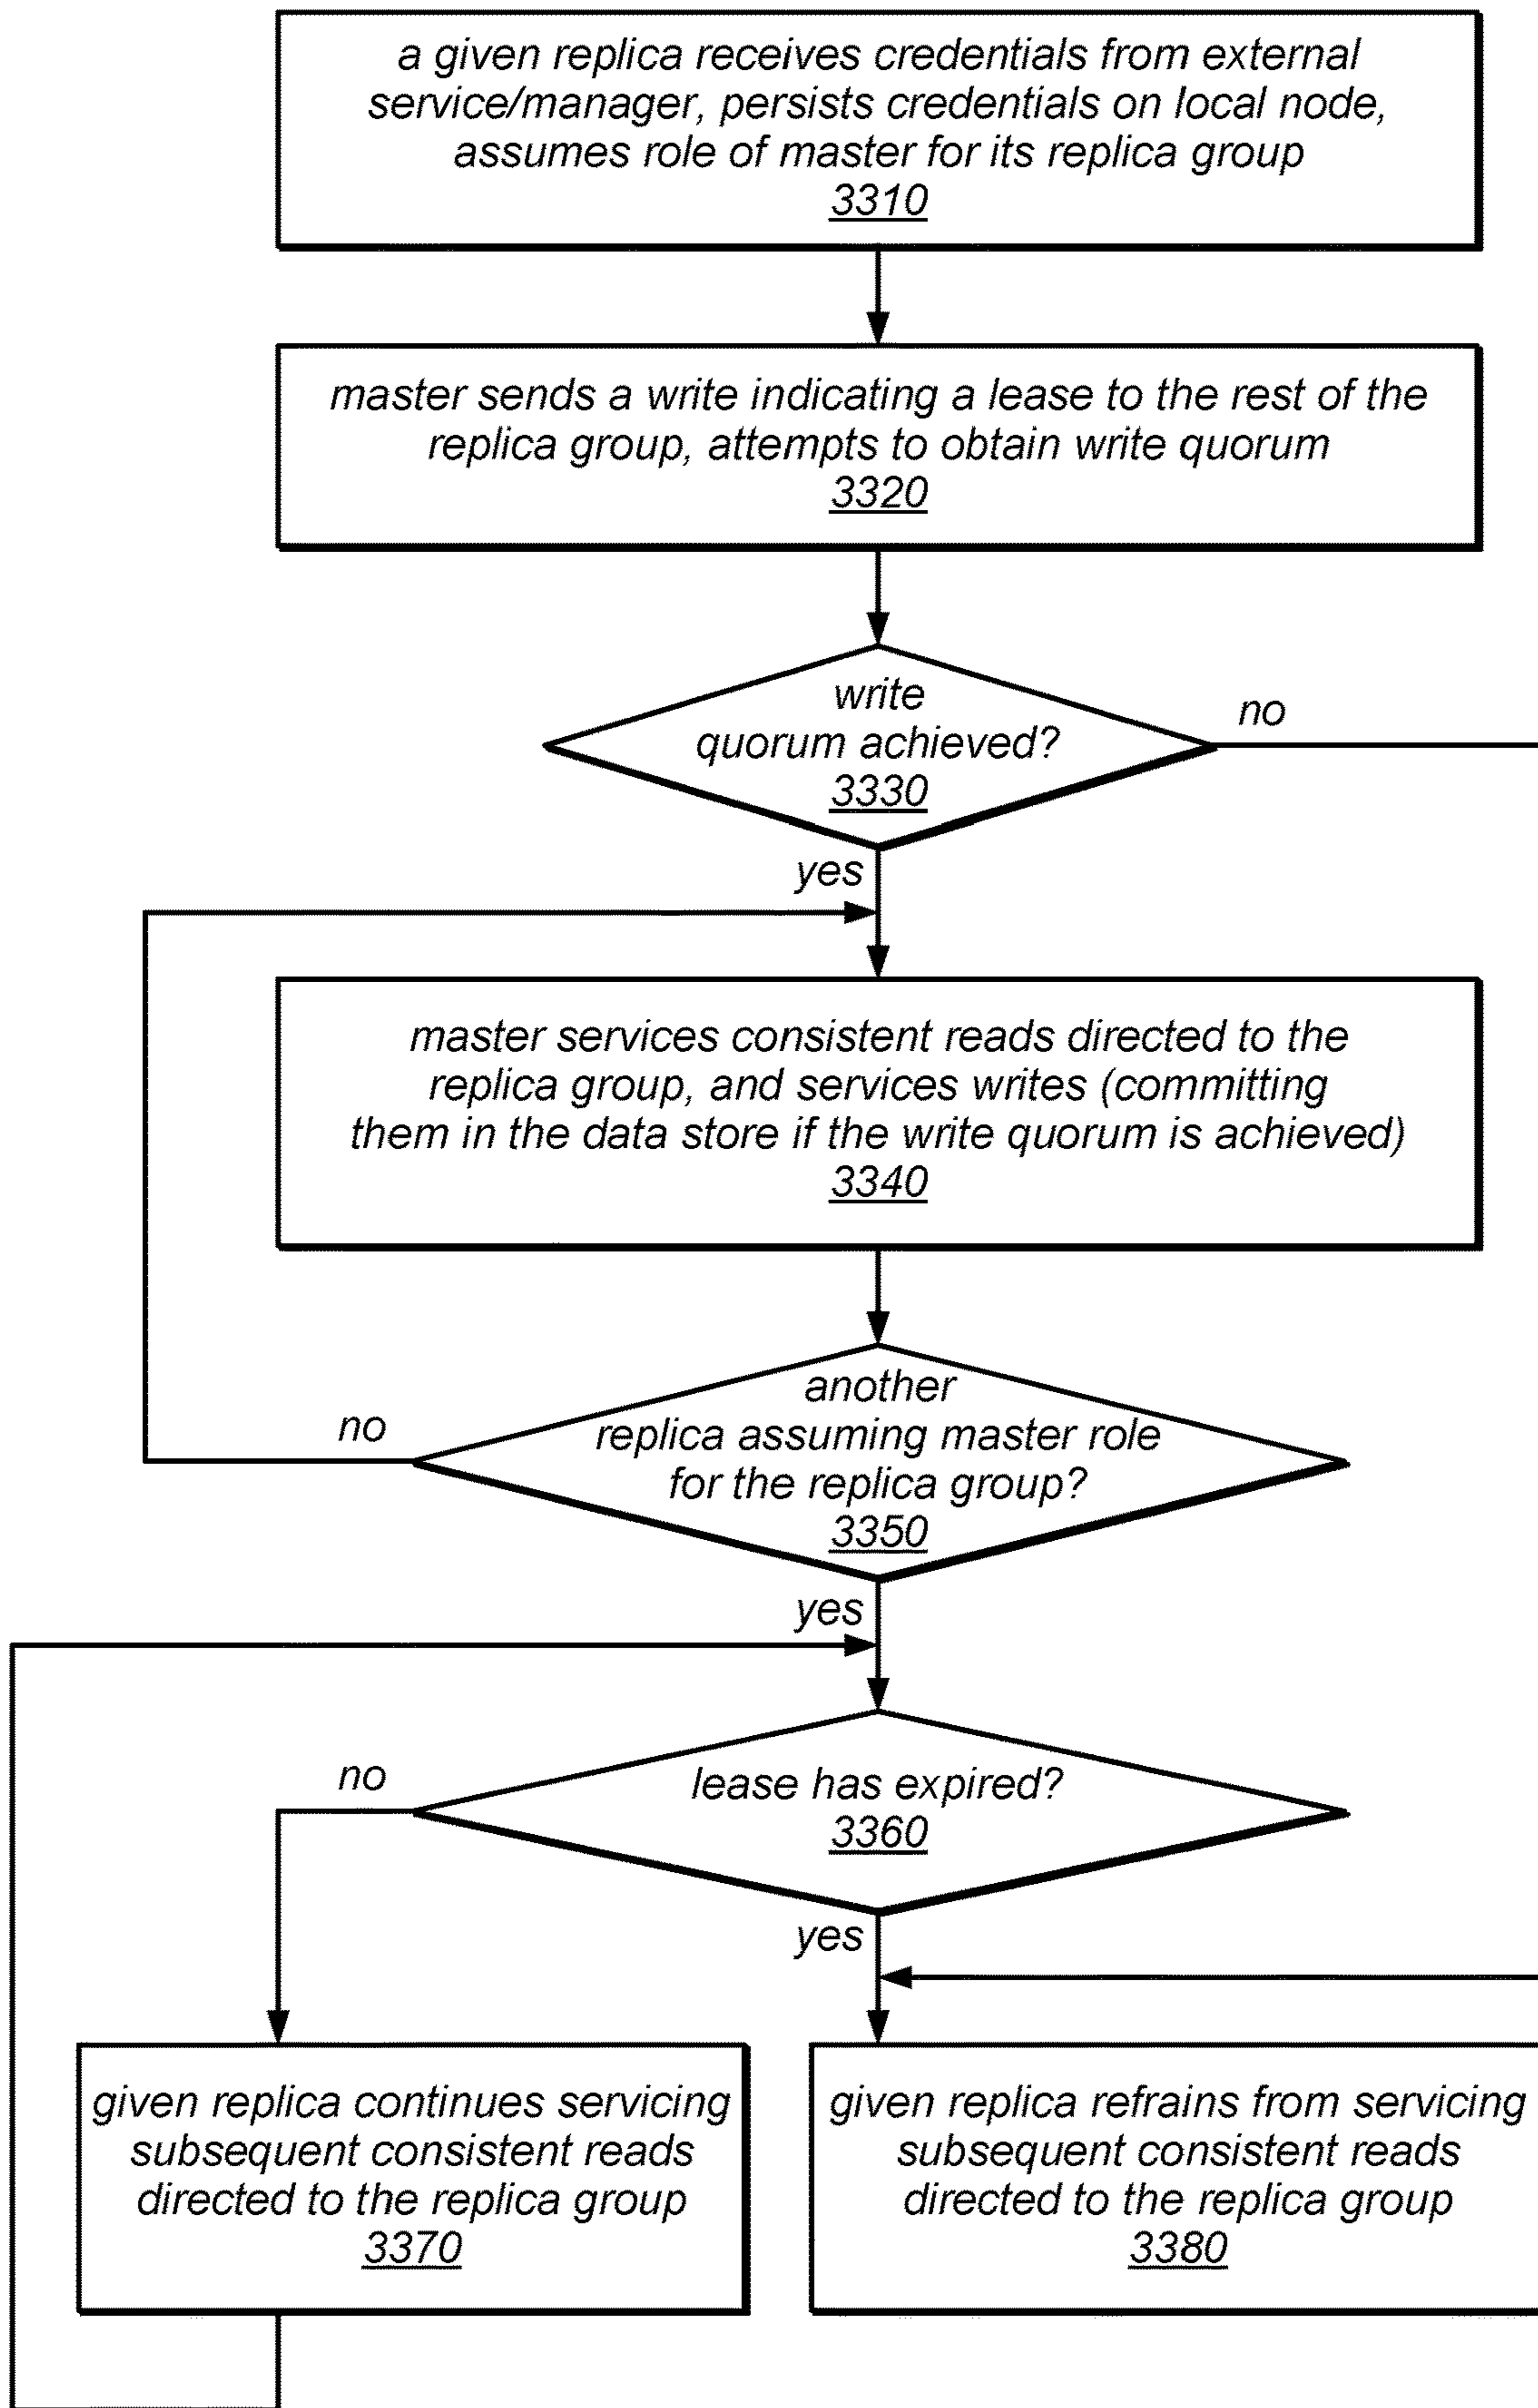 a given replica receives credentials from external
service/manager, persists credentials on local node,
assumes role of master for its replica group
3310
master sends a write indicating a lease to the rest of the
replica group, attempts to obtain write quorum
3320
write
quorum achieved?
3330
no
yes
master services consistent reads directed to the
replica group, and services writes (committing
them in the data store if the write quorum is achieved)
3340
another
replica assuming master role
for the replica group?
3350
no
yes
lease has expired?
3360
no
yes
given replica continues servicing
subsequent consistent reads
directed to the replica group
3370
given replica refrains from servicing
subsequent consistent reads
directed to the replica group
3380